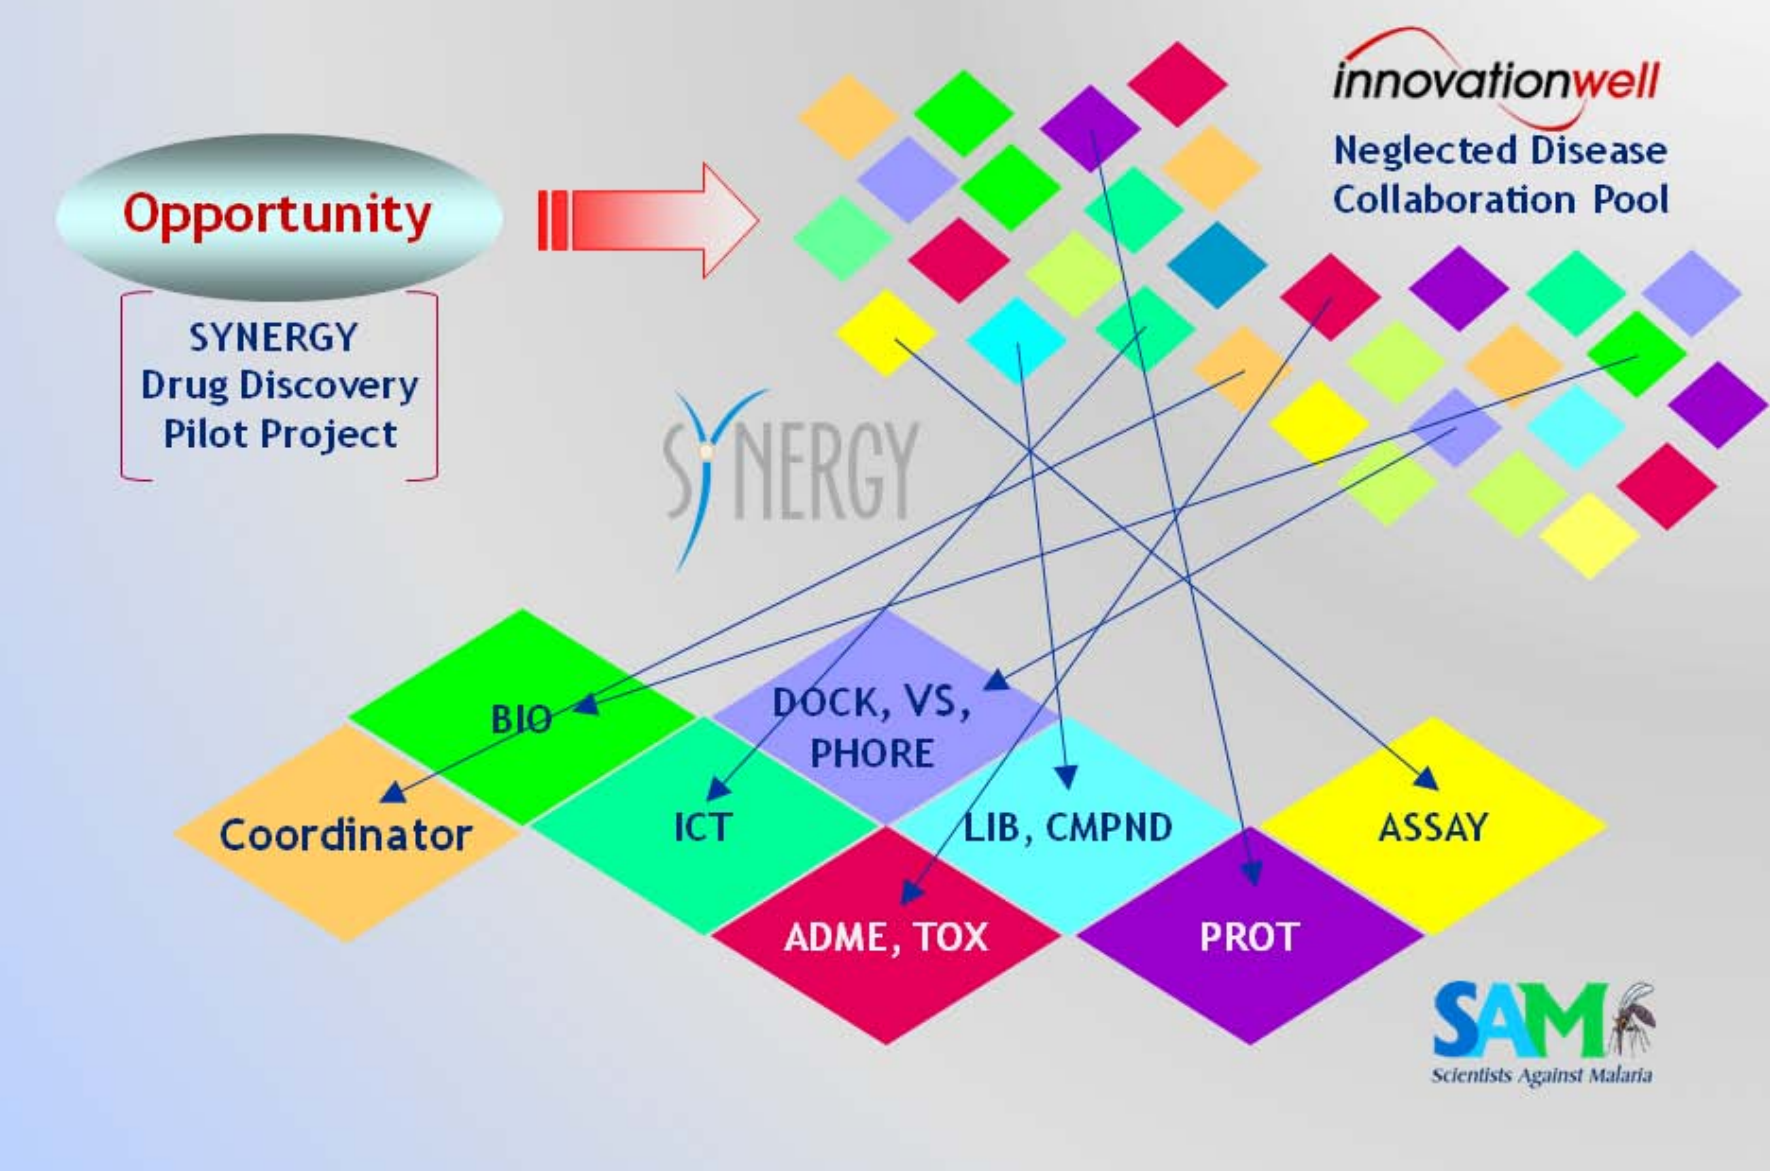 Opportunity
SYNERGY
Drug Discovery
Pilot Project
innovationwell
Neglected Disease
Collaboration Pool
SYNERGY
BIO
DOCK, VS,
PHORE
Coordinator
ICT
LIB, CMPND
ASSAY
ADME, TOX
PROT
SAM
Scientists Against Malaria